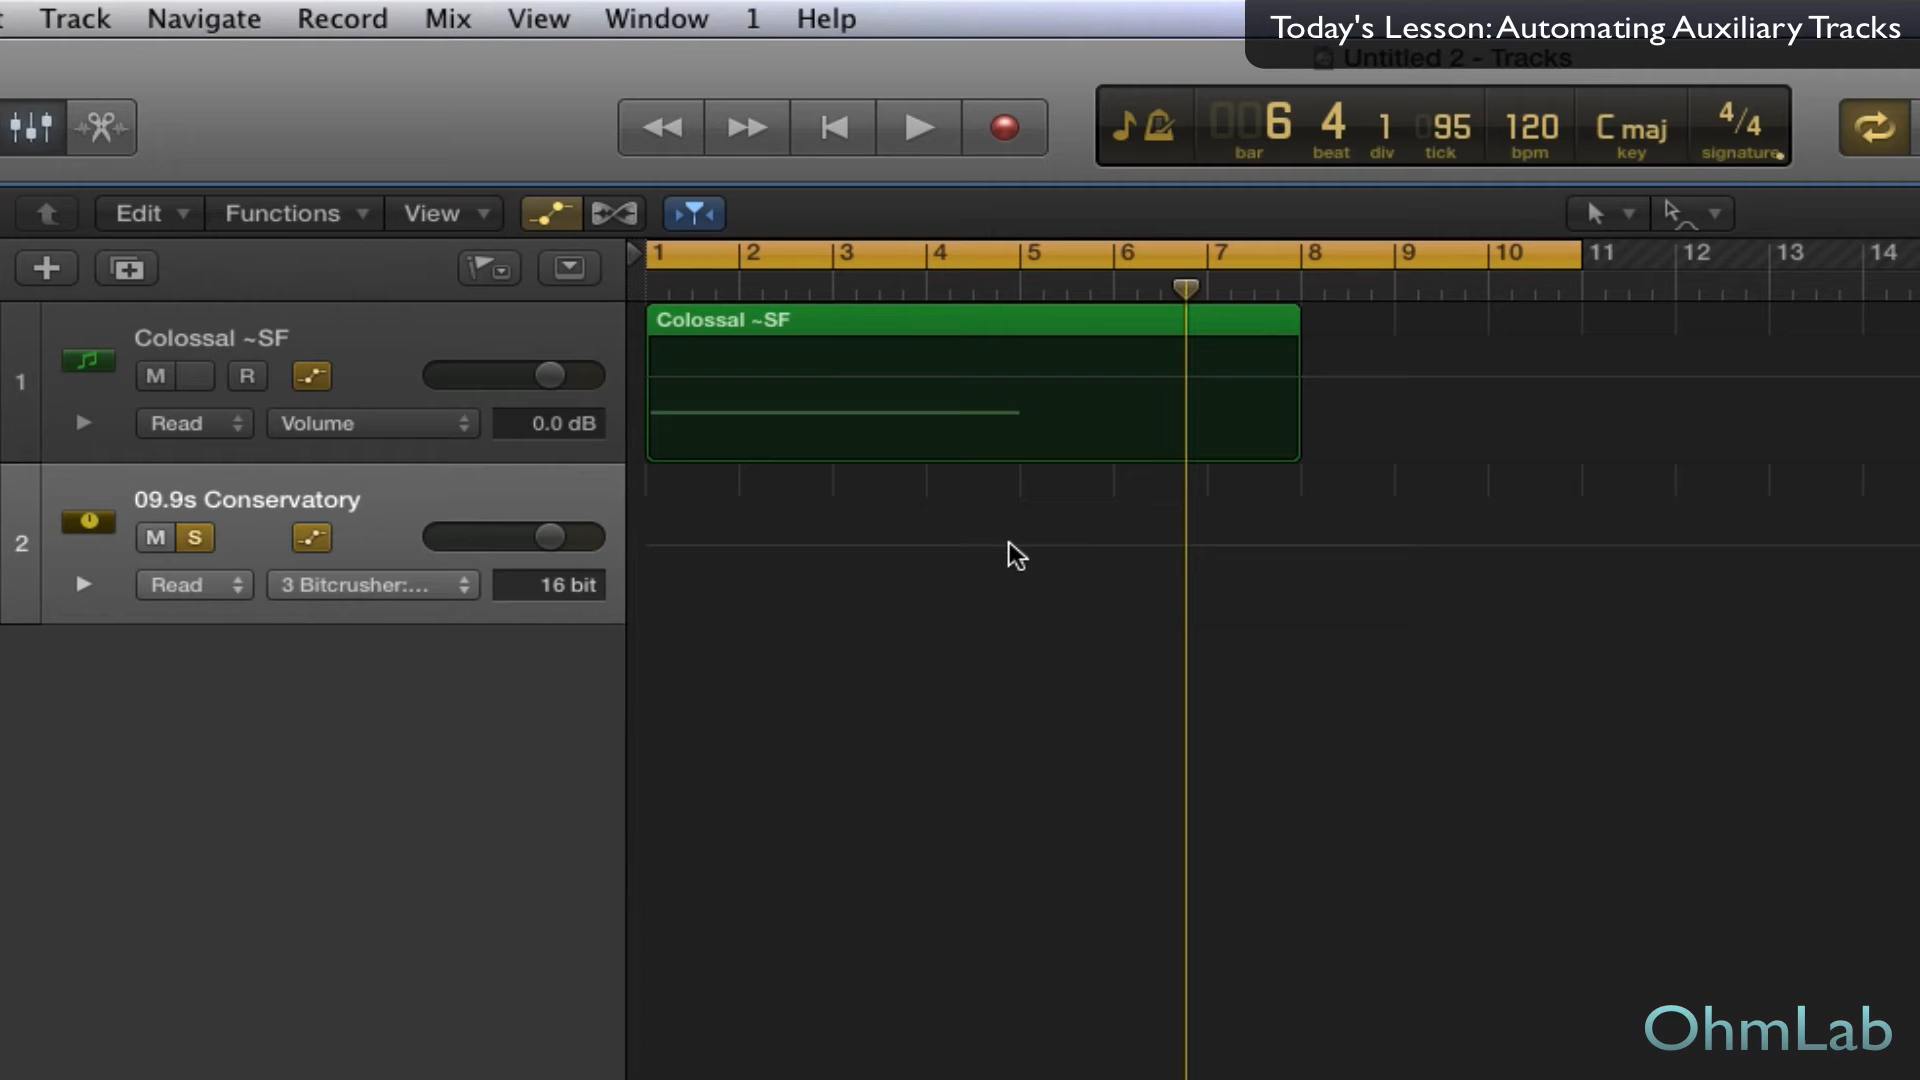 Track Navigate Record Mix View Window 1 Help
Today's Lesson: Automating Auxiliary Tracks
Untitled 2 - Tracks
006 4 1 95 120 C maj 4/4
bar beat div tick bpm key signature
Edit Functions View
1 2 3 4 5 6 7 8 9 10 11 12 13 14
Colossal ~SF
1
Colossal ~SF
M R
Read Volume 0.0 dB
2
09.9s Conservatory
M S
Read 3 Bitcrusher:... 16 bit
OhmLab